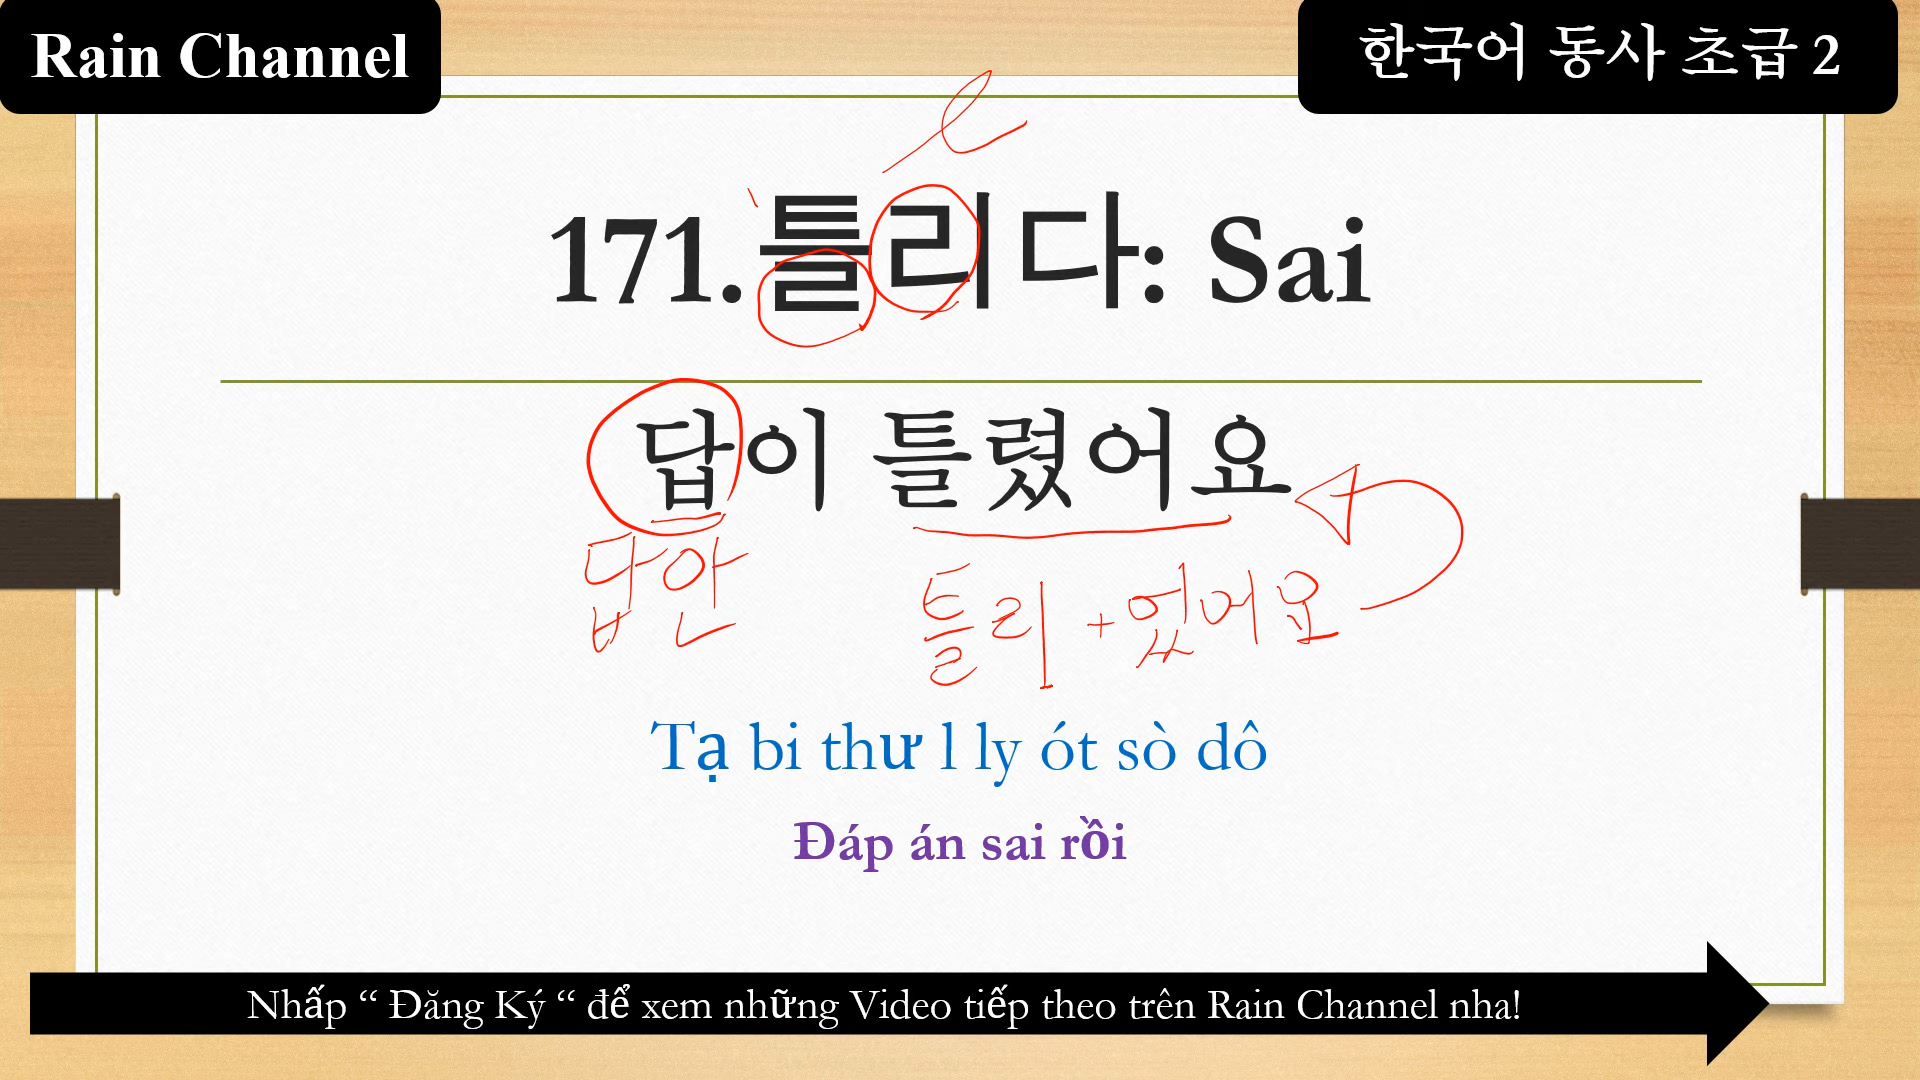 Rain Channel
한국어 동사 초급 2
171.틀리다: Sai
답이 틀렸어요
답안
틀리 + 었어요
Tạ bi thư l ly ót sò dô
Đáp án sai rồi
Nhấp “ Đăng Ký “ để xem những Video tiếp theo trên Rain Channel nha!